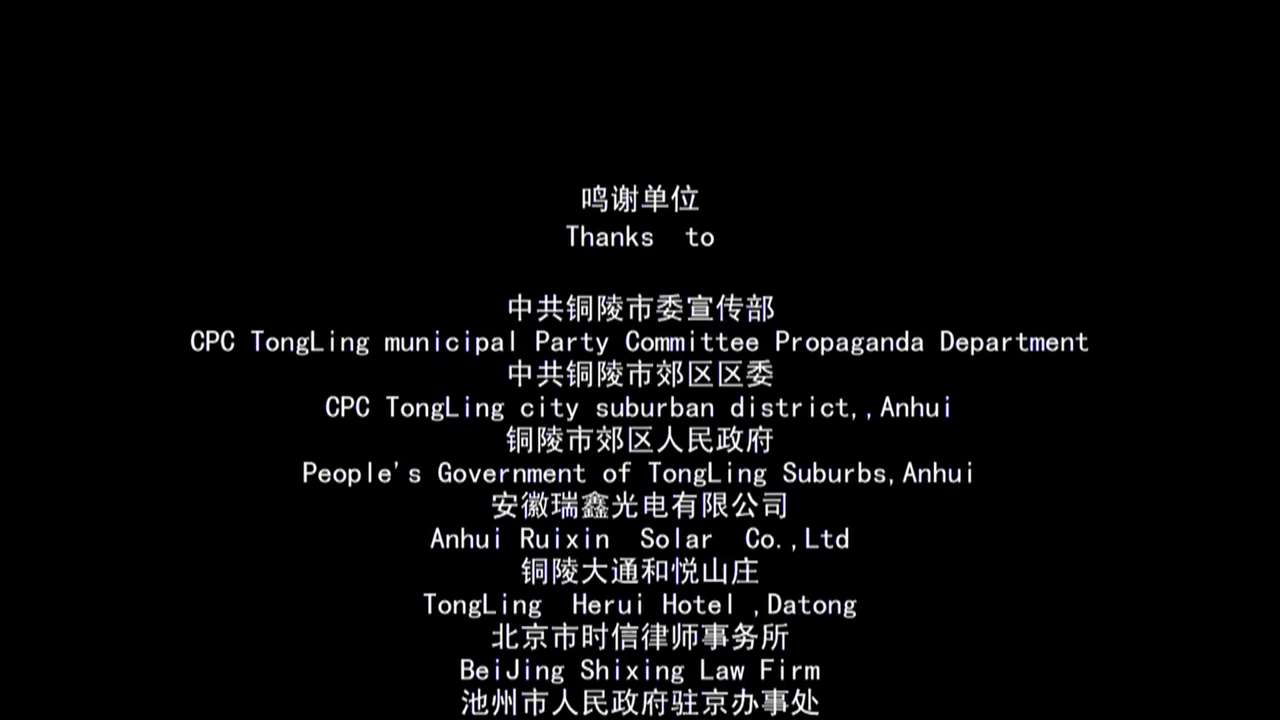 鸣谢单位
Thanks to
中共铜陵市委宣传部
CPC TongLing municipal Party Committee Propaganda Department
中共铜陵市郊区区委
CPC TongLing city suburban district,,Anhui
铜陵市郊区人民政府
People's Government of TongLing Suburbs,Anhui
安徽瑞鑫光电有限公司
Anhui Ruixin Solar Co.,Ltd
铜陵大通和悦山庄
TongLing Herui Hotel ,Datong
北京市时信律师事务所
BeiJing Shixing Law Firm
池州市人民政府驻京办事处